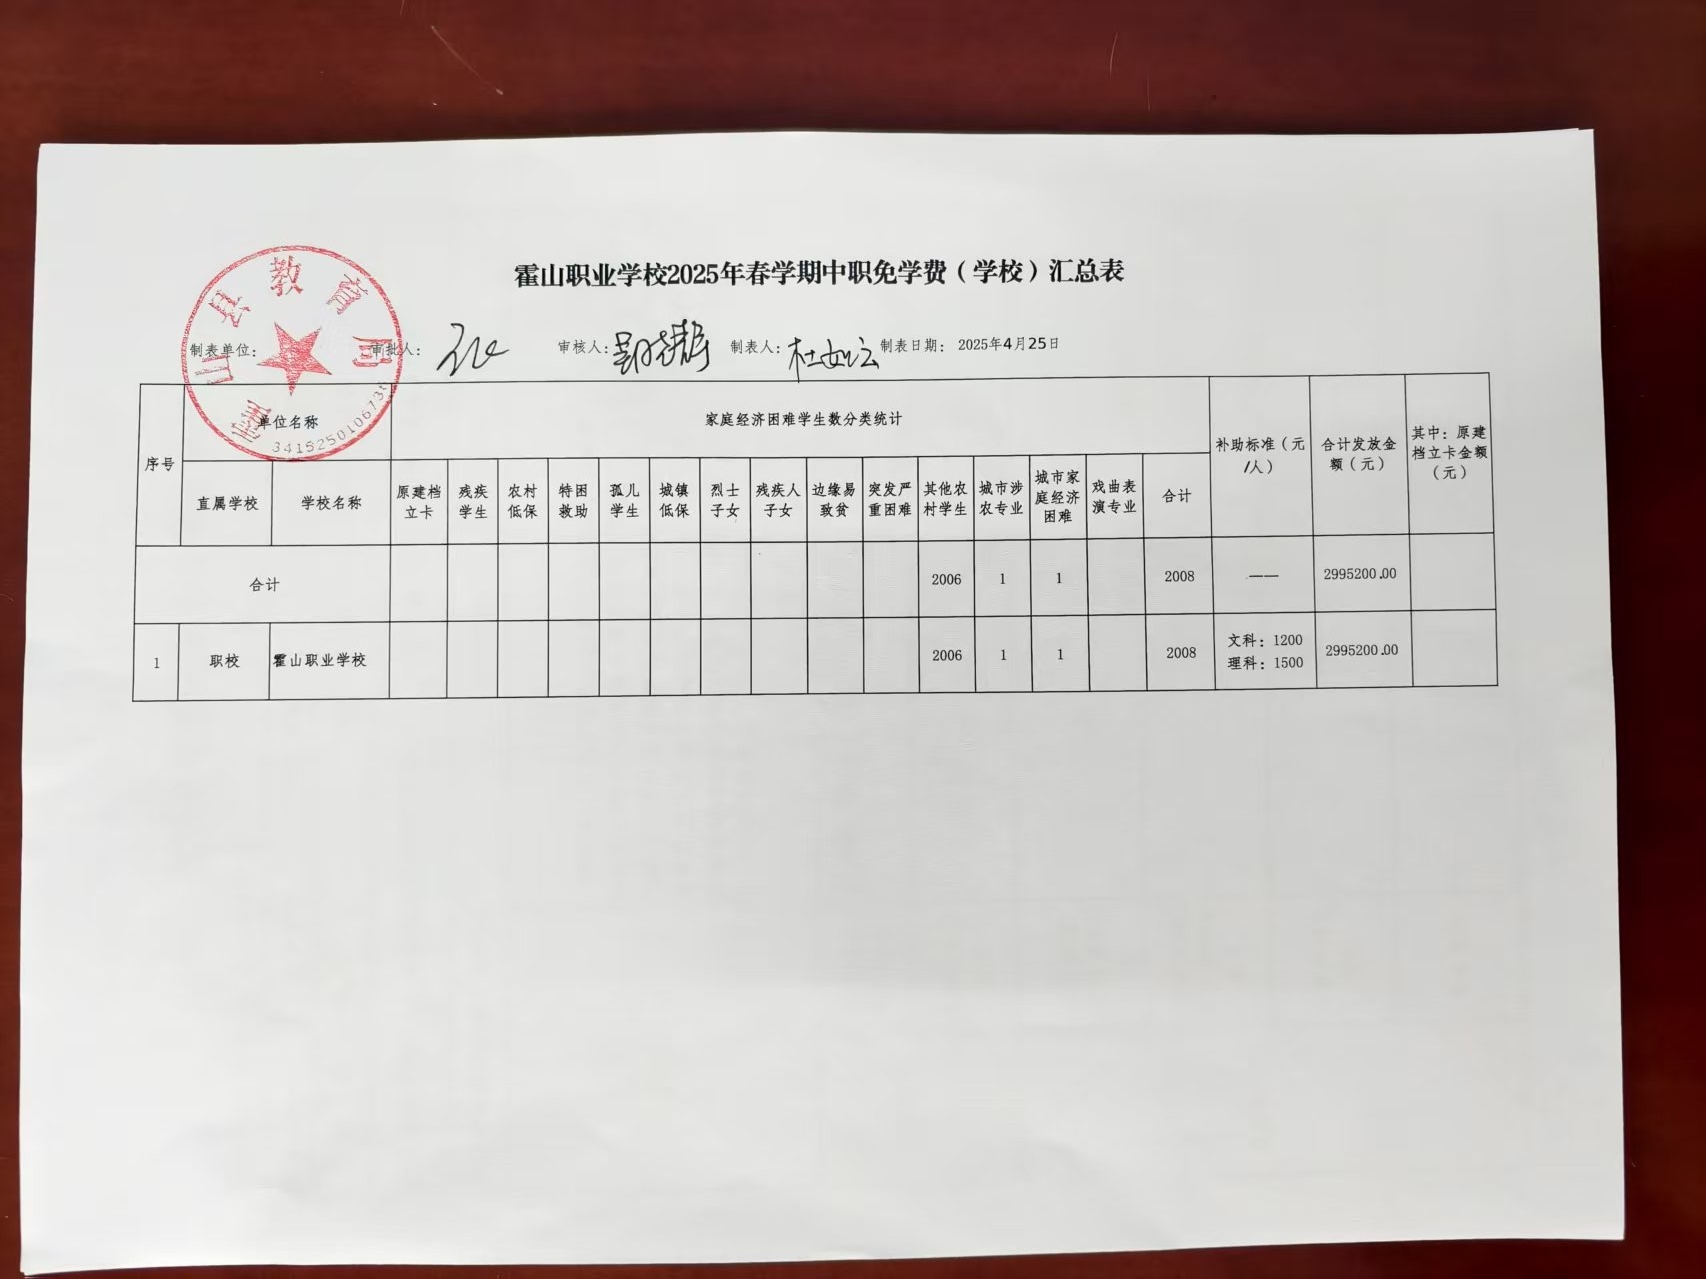 霍山职业学校2025年春学期中职免学费（学校）汇总表
霍山县教育局
3415250106738
制表单位： 审批人： 审核人： 制表人： 制表日期： 2025年4月25日
序号 单位名称 家庭经济困难学生数分类统计 补助标准（元/人） 合计发放金额（元） 其中：原建档立卡金额（元）
直属学校 学校名称 原建档立卡 残疾学生 农村低保 特困救助 孤儿学生 城镇低保 烈士子女 残疾人子女 边缘易致贫 突发严重困难 其他农村学生 城市涉农专业 城市家庭经济困难 戏曲表演专业 合计
合计 2006 1 1 2008 —— 2995200.00
1 职校 霍山职业学校 2006 1 1 2008 文科：1200 理科：1500 2995200.00